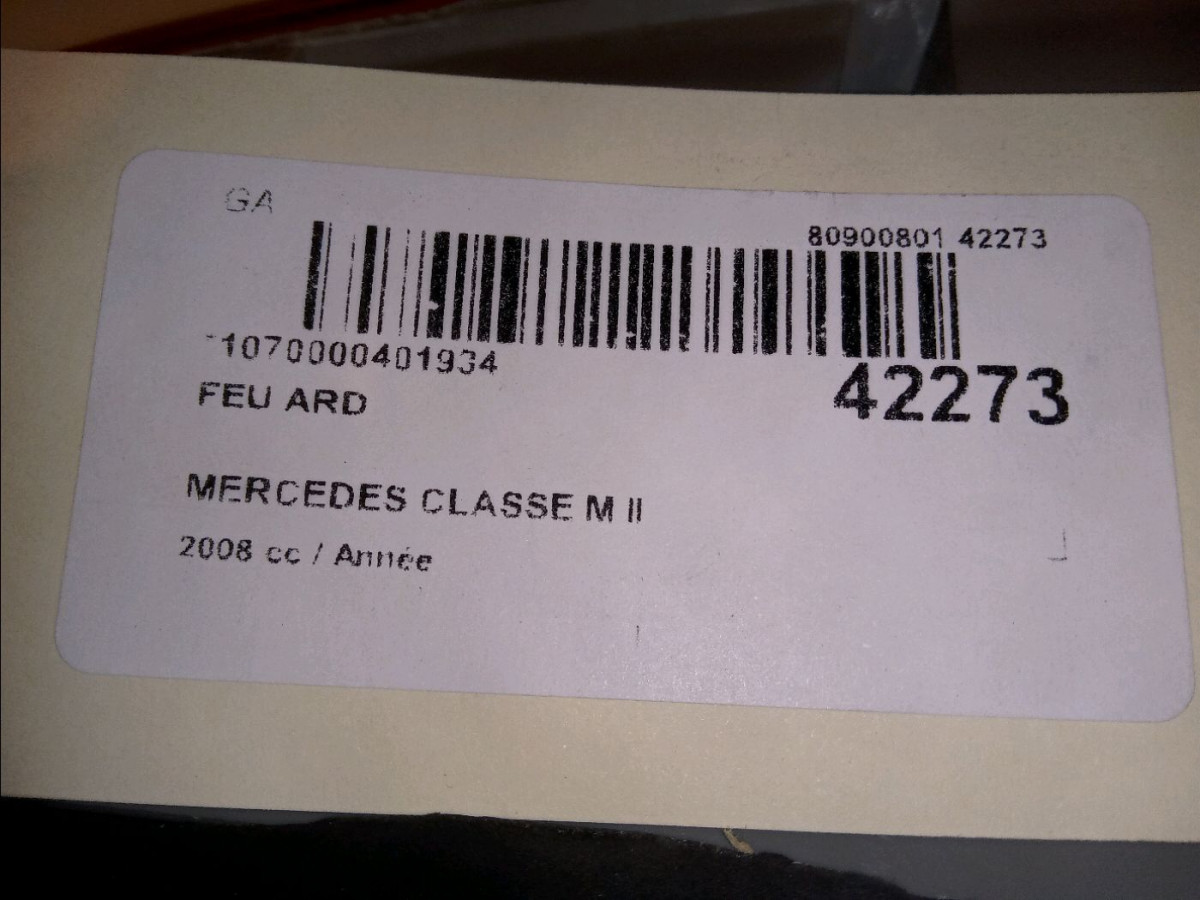 GA
80900801 42273
1070000401934
42273
FEU ARD
MERCEDES CLASSE M II
2008 cc / Année